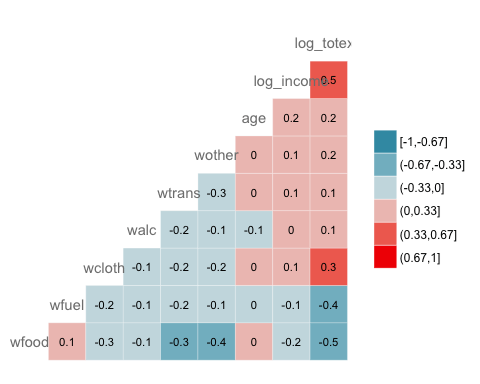 log_totex
log_income 0.5
age 0.2 0.2
wother 0 0.1 0.2
wtrans -0.3 0 0.1 0.1
walc -0.2 -0.1 -0.1 0 0.1
wcloth -0.1 -0.2 -0.2 0 0.1 0.3
wfuel -0.2 -0.1 -0.2 -0.1 0 -0.1 -0.4
wfood 0.1 -0.3 -0.1 -0.3 -0.4 0 -0.2 -0.5
[-1,-0.67]
(-0.67,-0.33]
(-0.33,0]
(0,0.33]
(0.33,0.67]
(0.67,1]